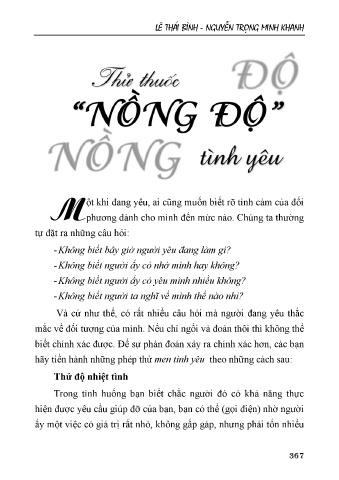 LÊ THÁI BÌNH - NGUYỄN TRỌNG MINH KHANH
Thử thuốc ĐỘ
“NỒNG ĐỘ”
NỒNG tình yêu
Một khi đang yêu, ai cũng muốn biết rõ tình cảm của đối
phương dành cho mình đến mức nào. Chúng ta thường
tự đặt ra những câu hỏi:
- Không biết bây giờ người yêu đang làm gì?
- Không biết người ấy có nhớ mình hay không?
- Không biết người ấy có yêu mình nhiều không?
- Không biết người ta nghĩ về mình thế nào nhỉ?
Và cứ như thế, có rất nhiều câu hỏi mà người đang yêu thắc
mắc về đối tượng của mình. Nếu chỉ ngồi và đoán thôi thì không thể
biết chính xác được. Để sự phán đoán xảy ra chính xác hơn, các bạn
hãy tiến hành những phép thử men tình yêu theo những cách sau:
Thử độ nhiệt tình
Trong tình huống bạn biết chắc người đó có khả năng thực
hiện được yêu cầu giúp đỡ của bạn, bạn có thể (gọi điện) nhờ người
ấy một việc có giá trị rất nhỏ, không gấp gáp, nhưng phải tốn nhiều
367